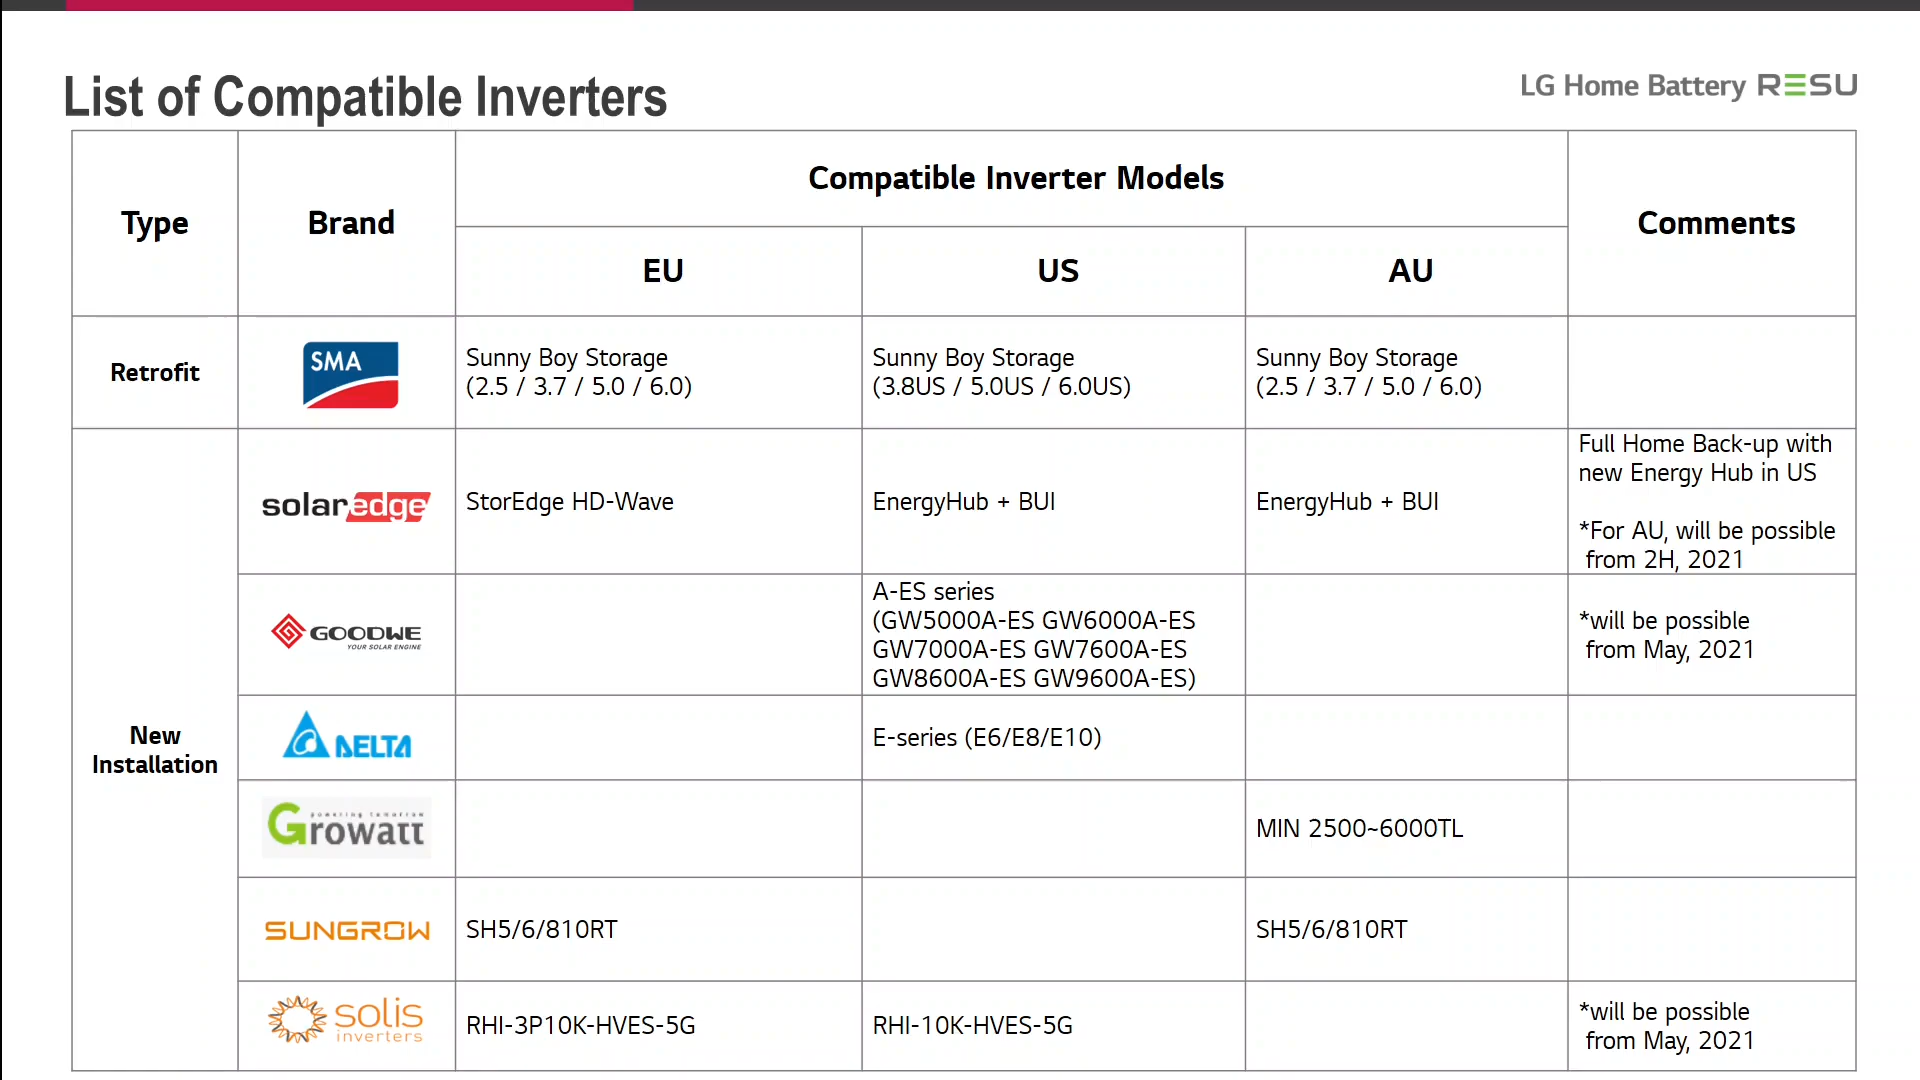 List of Compatible Inverters
LG Home Battery RESU
Type
Brand
Compatible Inverter Models
Comments
EU
US
AU
Retrofit
SMA
Sunny Boy Storage
(2.5 / 3.7 / 5.0 / 6.0)
Sunny Boy Storage
(3.8US / 5.0US / 6.0US)
Sunny Boy Storage
(2.5 / 3.7 / 5.0 / 6.0)
New
Installation
solaredge
StorEdge HD-Wave
EnergyHub + BUI
EnergyHub + BUI
Full Home Back-up with
new Energy Hub in US
*For AU, will be possible
from 2H, 2021
GOODWE
YOUR SOLAR ENGINE
A-ES series
(GW5000A-ES GW6000A-ES
GW7000A-ES GW7600A-ES
GW8600A-ES GW9600A-ES)
*will be possible
from May, 2021
DELTA
E-series (E6/E8/E10)
powering tomorrow
Growatt
MIN 2500~6000TL
SUNGROW
SH5/6/810RT
SH5/6/810RT
solis
inverters
RHI-3P10K-HVES-5G
RHI-10K-HVES-5G
*will be possible
from May, 2021